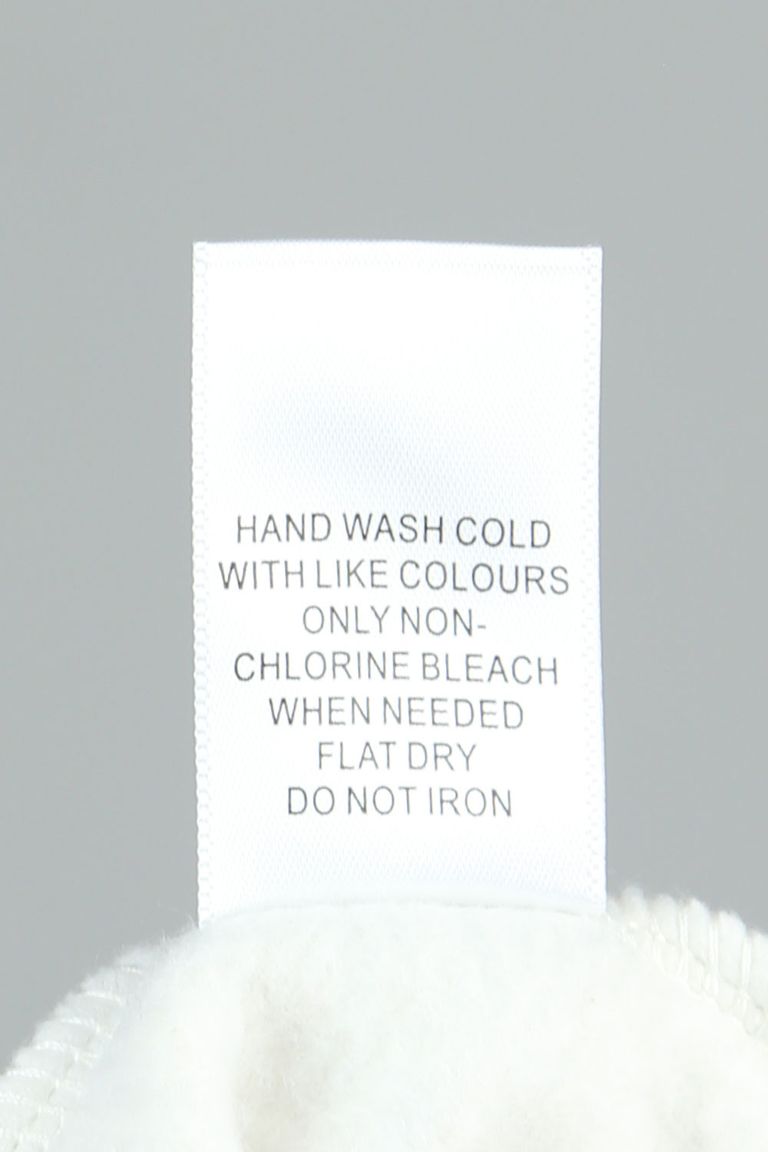 HAND WASH COLD
WITH LIKE COLOURS
ONLY NON-
CHLORINE BLEACH
WHEN NEEDED
FLAT DRY
DO NOT IRON